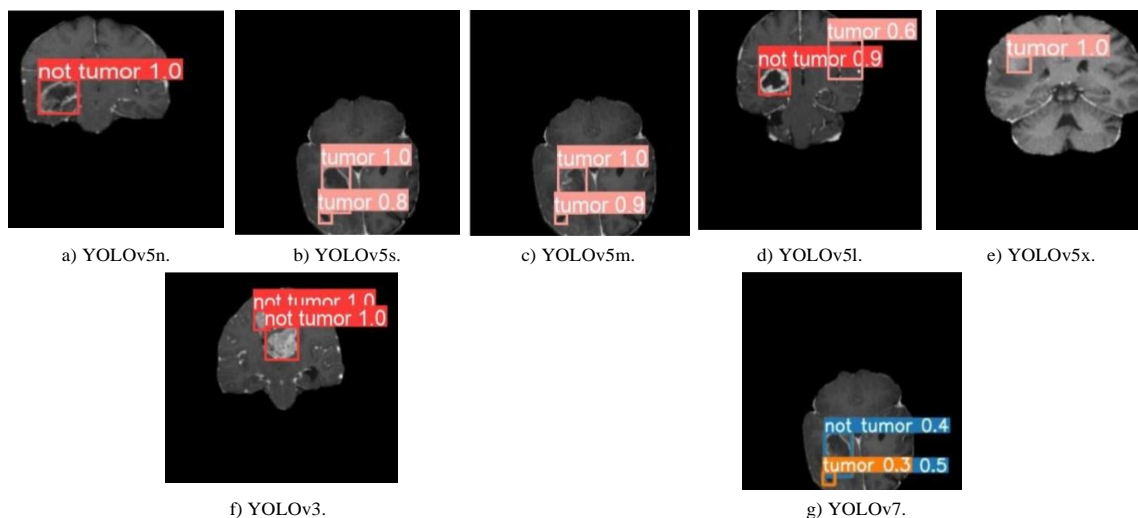 not tumor 1.0
tumor 1.0
tumor 0.8
tumor 1.0
tumor 0.9
tumor 0.6
not tumor 0.9
tumor 1.0
a) YOLOv5n.
b) YOLOv5s.
c) YOLOv5m.
d) YOLOv5l.
e) YOLOv5x.
not tumor 1.0
not tumor 1.0
not tumor 0.4
tumor 0.3 0.5
f) YOLOv3.
g) YOLOv7.